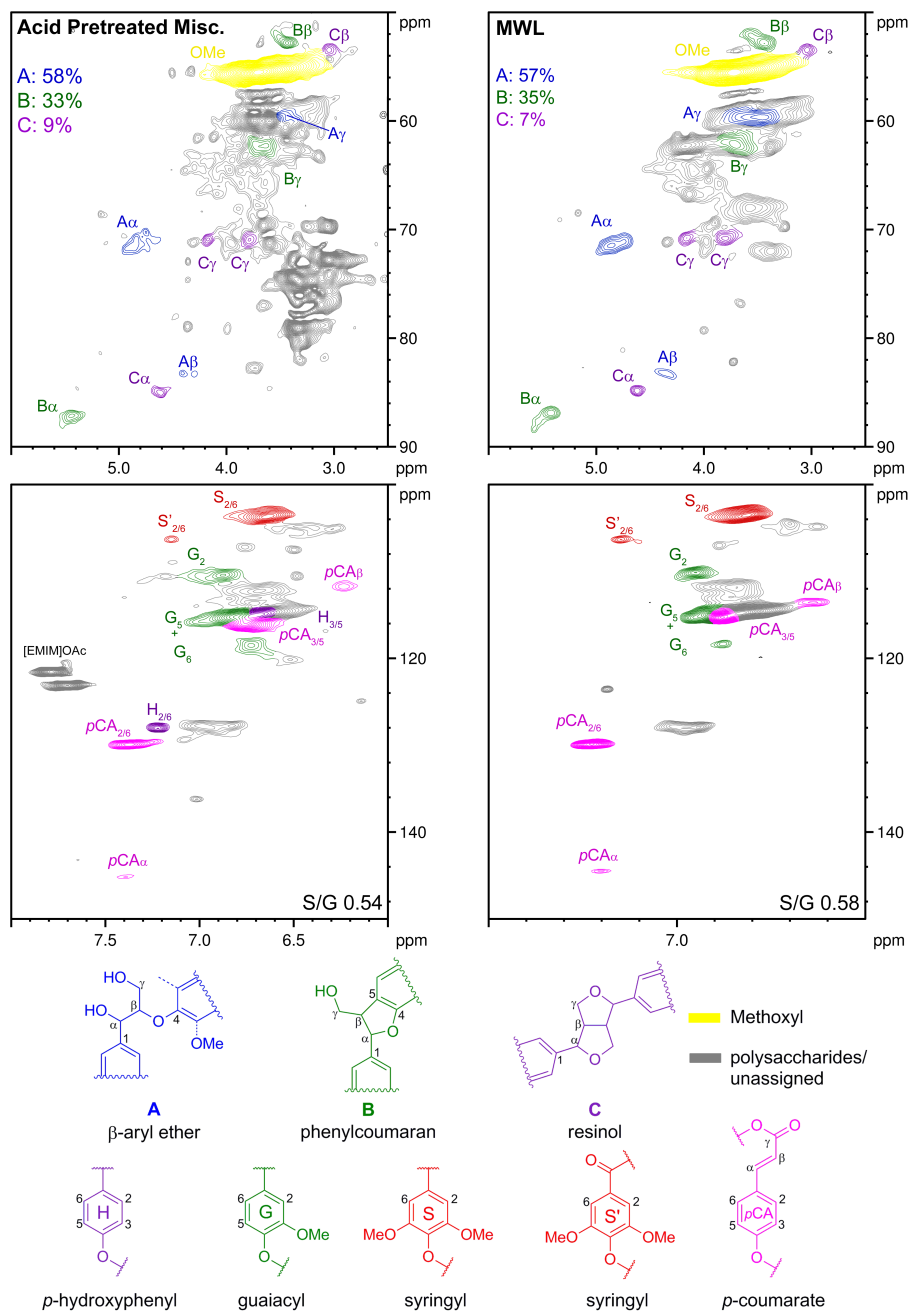 Acid Pretreated Misc.
A: 58%
B: 33%
C: 9%
OMe
Bβ
Cβ
Aγ
Bγ
Aα
Cγ Cγ
Aβ
Cα
Bα
ppm
60
70
80
90
5.0 4.0 3.0 ppm
MWL
A: 57%
B: 35%
C: 7%
OMe
Bβ
Cβ
Aγ
Bγ
Aα
Cγ Cγ
Aβ
Cα
Bα
ppm
60
70
80
90
5.0 4.0 3.0 ppm
S2/6
S'2/6
G2
pCAβ
G5
+
G6
H3/5
pCA3/5
[EMIM]OAc
H2/6
pCA2/6
pCAα
S/G 0.54
ppm
120
140
7.5 7.0 6.5 ppm
S2/6
S'2/6
G2
pCAβ
G5
+
G6
pCA3/5
pCA2/6
pCAα
S/G 0.58
ppm
120
140
7.0 ppm
HO γ
HO β
α O 4
1 OMe
A
β-aryl ether
HO 5
γ β 4
α O
1
B
phenylcoumaran
O
γ
β
α
1 O
C
resinol
Methoxyl
polysaccharides/
unassigned
6 2
H
5 3
O
p-hydroxyphenyl
6 2
G
5 OMe
O
guaiacyl
6 2
S
MeO OMe
O
syringyl
O
6 2
S'
MeO OMe
O
syringyl
O O
γ
α β
6 2
pCA
5 3
O
p-coumarate